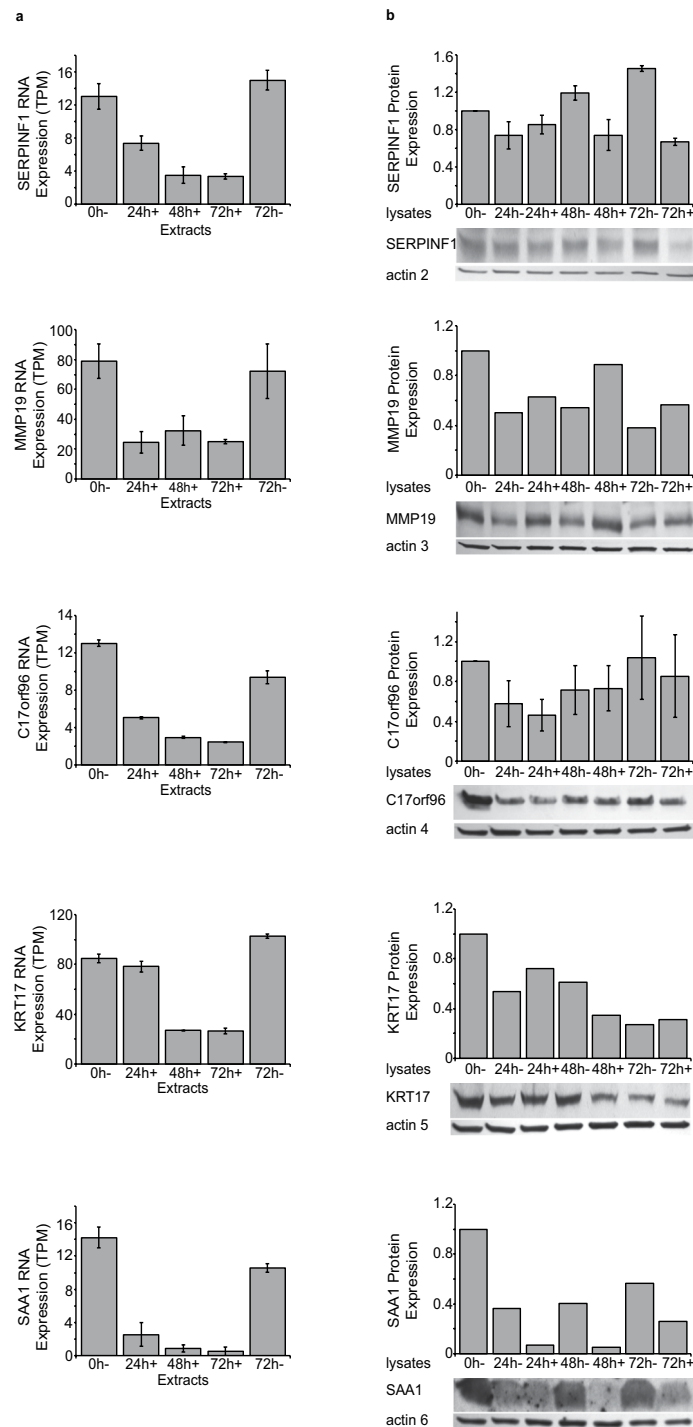 a
b
SERPINF1 RNA
Expression (TPM)
16
12
8
4
0
0h- 24h+ 48h+ 72h+ 72h-
Extracts
SERPINF1 Protein
Expression
1.6
1.2
0.8
0.4
0
lysates 0h- 24h- 24h+ 48h- 48h+ 72h- 72h+
SERPINF1
actin 2
MMP19 RNA
Expression (TPM)
100
80
60
40
20
0
0h- 24h+ 48h+ 72h+ 72h-
Extracts
MMP19 Protein
Expression
1.2
0.8
0.4
0
lysates 0h- 24h- 24h+ 48h- 48h+ 72h- 72h+
MMP19
actin 3
C17orf96 RNA
Expression (TPM)
14
12
8
4
0
0h- 24h+ 48h+ 72h+ 72h-
Extracts
C17orf96 Protein
Expression
1.2
0.8
0.4
0
lysates 0h- 24h- 24h+ 48h- 48h+ 72h- 72h+
C17orf96
actin 4
KRT17 RNA
Expression (TPM)
120
80
40
0
0h- 24h+ 48h+ 72h+ 72h-
Extracts
KRT17 Protein
Expression
1.2
0.8
0.4
0
lysates 0h- 24h- 24h+ 48h- 48h+ 72h- 72h+
KRT17
actin 5
SAA1 RNA
Expression (TPM)
16
12
8
4
0
0h- 24h+ 48h+ 72h+ 72h-
Extracts
SAA1 Protein
Expression
1.2
0.8
0.4
0
lysates 0h- 24h- 24h+ 48h- 48h+ 72h- 72h+
SAA1
actin 6